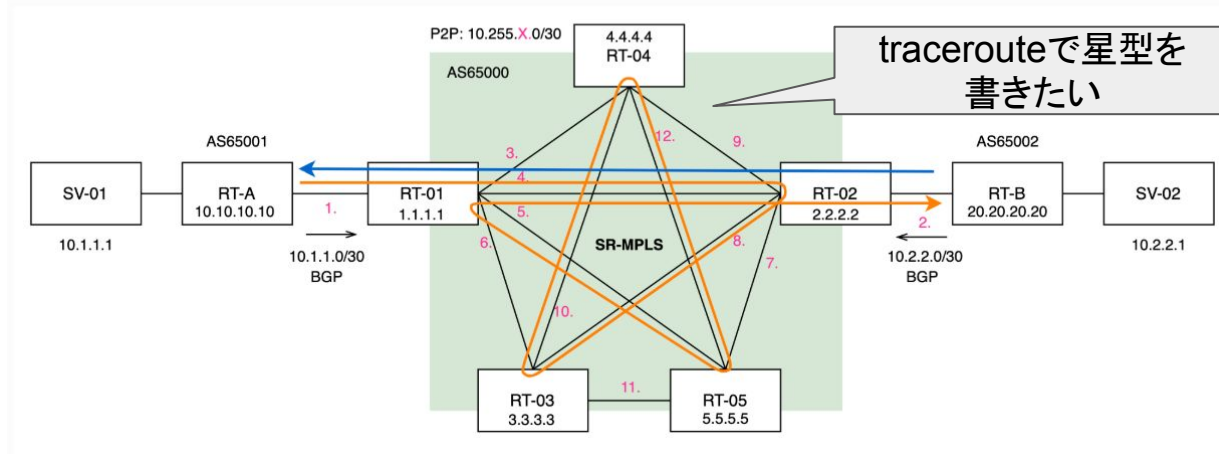 P2P: 10.255.X.0/30
4.4.4.4
RT-04
AS65000
tracerouteで星型を
書きたい
AS65001
AS65002
SV-01
RT-A
10.10.10.10
RT-01
1.1.1.1
RT-02
2.2.2.2
RT-B
20.20.20.20
SV-02
1.
2.
3.
4.
5.
6.
7.
8.
9.
10.
11.
12.
SR-MPLS
10.1.1.1
10.1.1.0/30
BGP
10.2.2.0/30
BGP
10.2.2.1
RT-03
3.3.3.3
RT-05
5.5.5.5